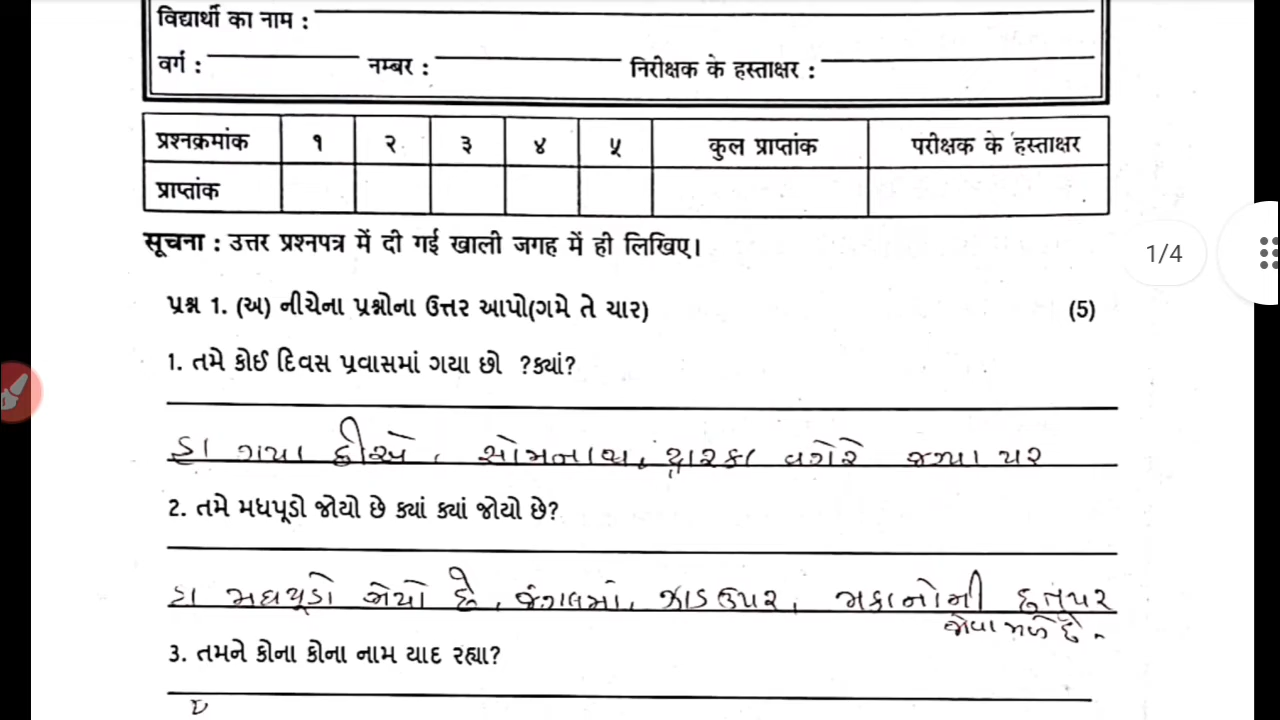 विद्यार्थी का नाम :
वर्ग : नम्बर : निरीक्षक के हस्ताक्षर :
प्रश्नक्रमांक १ २ ३ ४ ५ कुल प्राप्तांक परीक्षक के हस्ताक्षर
प्राप्तांक
सूचना : उत्तर प्रश्नपत्र में दी गई खाली जगह में ही लिखिए।
1/4
પ્રશ્ન 1. (અ) નીચેના પ્રશ્નોના ઉત્તર આપો(ગમે તે ચાર) (5)
1. તમે કોઈ દિવસ પ્રવાસમાં ગયા છો ?ક્યાં?
હા ગયા છીએ, સોમનાથ, દ્વારકા વગેરે જગ્યા પર
2. તમે મધપૂડો જોયો છે ક્યાં ક્યાં જોયો છે?
હા મધપૂડો જોયો છે, જંગલમાં, ઝાડ ઉપર, મકાનોની છત પર
જોવા મળે છે.
3. તમને કોના કોના નામ યાદ રહ્યા?